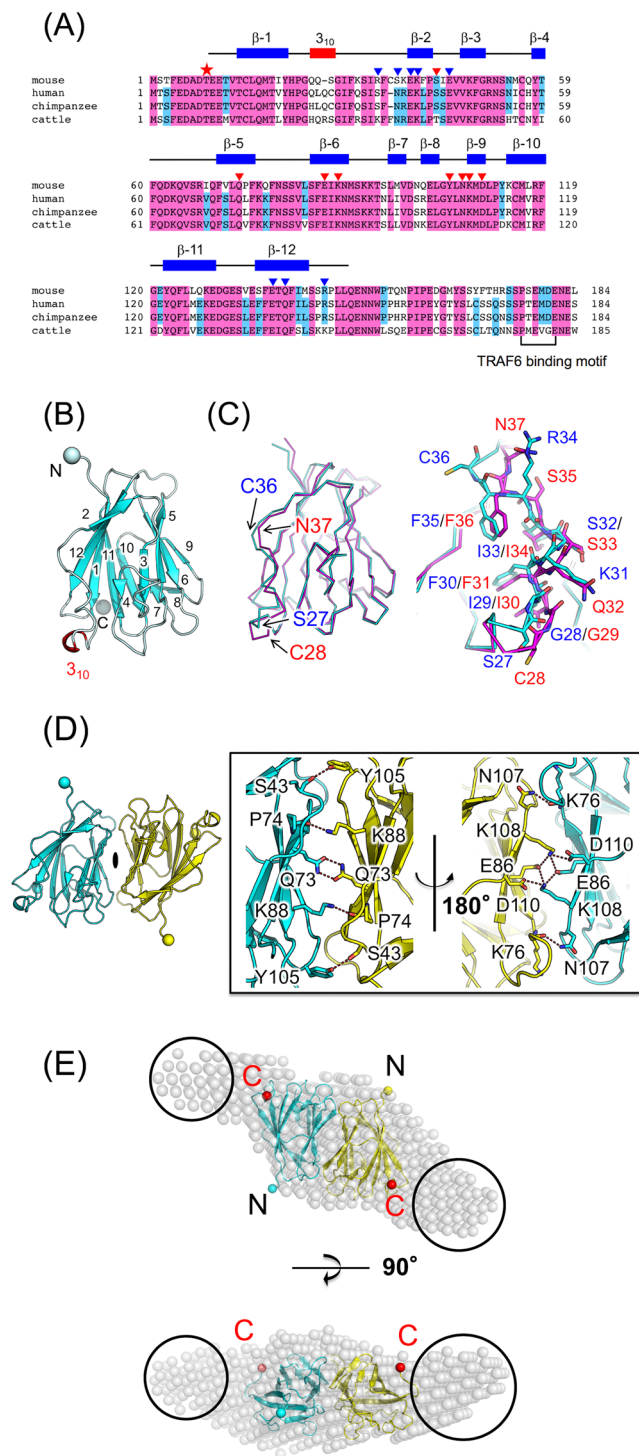 (A)
β-1 3₁₀ β-2 β-3 β-4
mouse 1 MSTFEDADTEETVTCLQMTIYHPGQQ-SGIFKSIRFCSKEKFPSIEVVKFGRNSNMCQYT 59
human 1 MTSFEDADTEETVTCLQMTVYHPGQLQCGIFQSISF-NREKLPSSEVVKFGRNSNICHYT 59
chimpanzee 1 MTSFEDADTEETVTCLQMTVYHPGHLQCGIFQSISF-NREKLPSSEVVKFGRNSNICHYT 59
cattle 1 MSSFEDADTEEMVTCLQMTVYHPGHQRSGIFKSIKFFNREKLPTSEVVKFGRNSHTCNYI 60
β-5 β-6 β-7 β-8 β-9 β-10
mouse 60 FQDKQVSRIQFVLQPFKQFNSSVLSFEIKNMSKKTSLMVDNQELGYLNKMDLPYKCMLRF 119
human 60 FQDKQVSRVQFSLQLFKKFNSSVLSFEIKNMSKKTNLIVDSRELGYLNKMDLPYRCMVRF 119
chimpanzee 60 FQDKQVSRVQFSLQLFKKFNSSVLSFEIKNMSKKTNLIVDSRELGYLNKMDLPYRCMVRF 119
cattle 61 FQDKQVSRVQFSLQLFKKFNSSVLSFEIKNMSKKTSLLVDNQELGYLNKMDLPYKCIIRF 120
β-11 β-12
mouse 120 GEYQFLLQKEDGESVESFETQFIMSSRPLLQENNWPTQNPIPEDGMYSSYFTHRSSPSEMDENEL 184
human 120 GEYQFLMEKEDGESLEFFETQFILSPRSLLQENNWPPHRPIPEYGTYSLCSSQSSSPTEMDENES 184
chimpanzee 120 GEYQFLMEKEDGESLEFFETQFILSPRSLLQENNWPPHRPIPEYGTYSLCSSQNSSPTEMDENES 184
cattle 121 GDYQFLVEKEDGESLEFFETQFSLSKKPLLQENNWLSQEPIPECGSYSSCLTQNNSPMEVGENEW 185
TRAF6 binding motif
(B)
N
2 5
12 11 10 3 9
1 6
4 7 8
C
3₁₀
(C)
C36
N37
S27
C28
N37
C36
R34
S35
F35/F36
S32/
S33
I33/I34
K31
F30/F31
Q32
I29/I30
G28/G29
S27
C28
(D)
S43 Y105
P74 K88
Q73 Q73
K88 P74
S43
Y105
180°
N107 K76
K108 D110
E86 E86
D110 K108
K76 N107
(E)
N
C
N
C
90°
C C